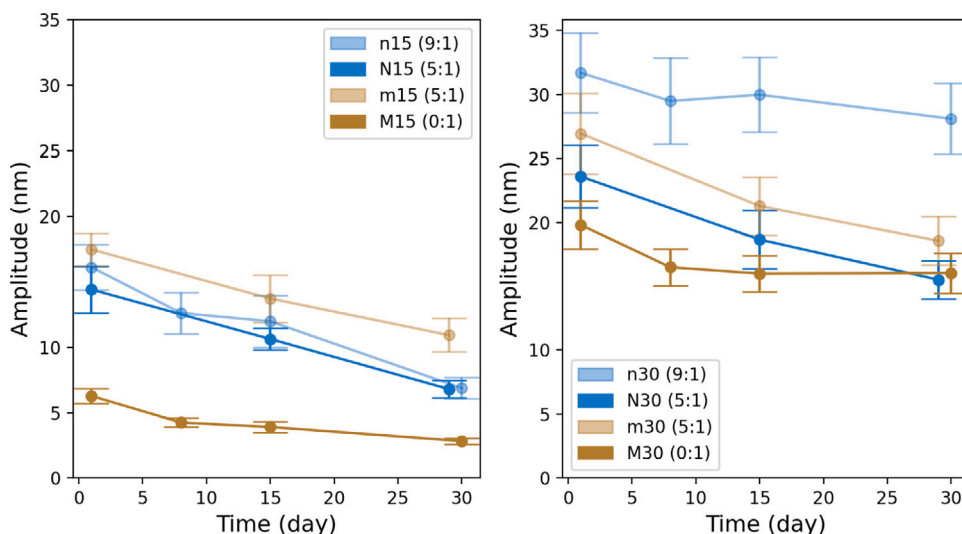 35
30
25
20
15
10
5
0
Amplitude (nm)
n15 (9:1)
N15 (5:1)
m15 (5:1)
M15 (0:1)
0 5 10 15 20 25 30
Time (day)
35
30
25
20
10
5
0
Amplitude (nm)
n30 (9:1)
N30 (5:1)
m30 (5:1)
M30 (0:1)
0 5 10 15 20 25 30
Time (day)